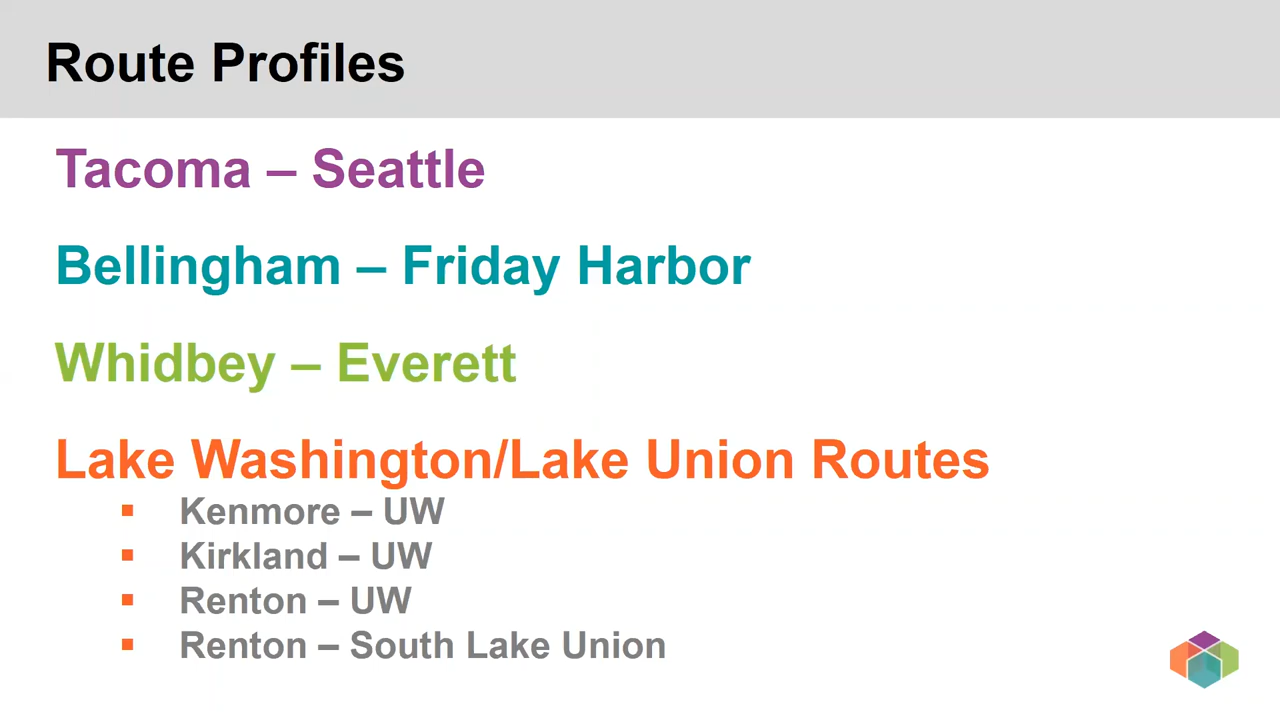 Route Profiles
Tacoma – Seattle
Bellingham – Friday Harbor
Whidbey – Everett
Lake Washington/Lake Union Routes
▪ Kenmore – UW
▪ Kirkland – UW
▪ Renton – UW
▪ Renton – South Lake Union